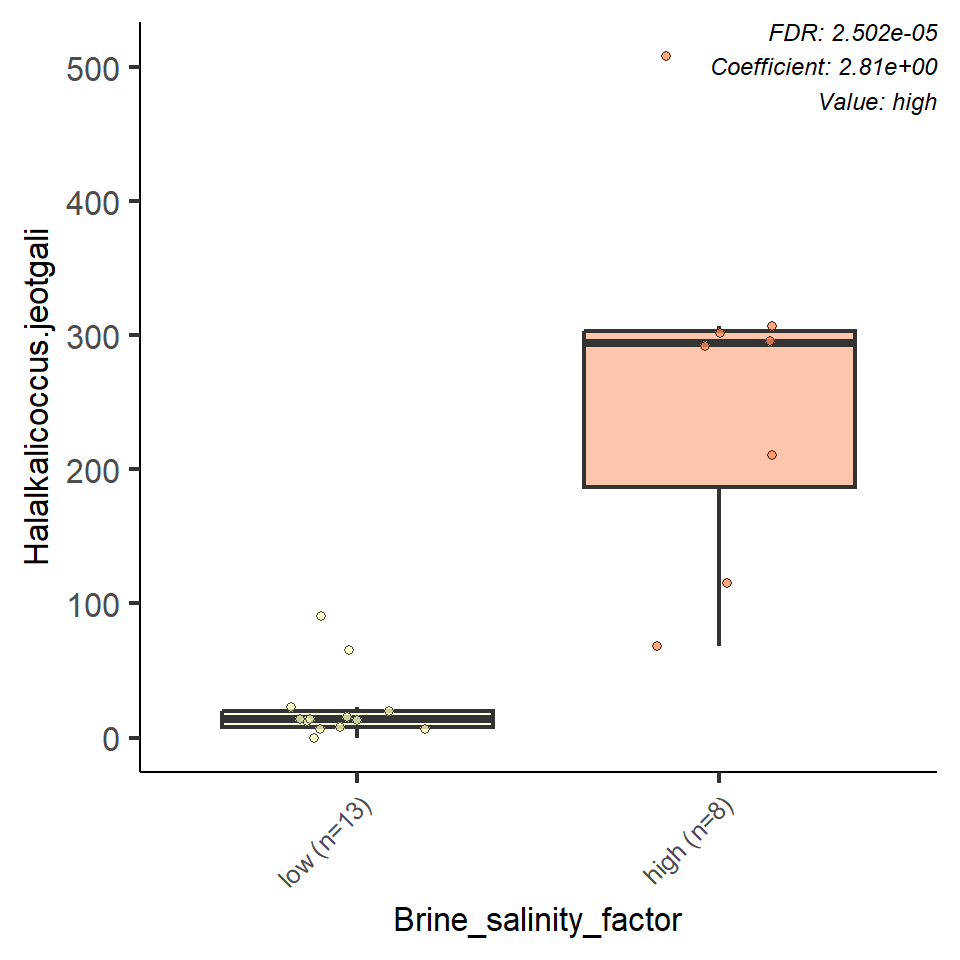 FDR: 2.502e-05
Coefficient: 2.81e+00
Value: high
500
400
300
200
100
0
Halalkalicoccus.jeotgali
low (n=13)
high (n=8)
Brine_salinity_factor